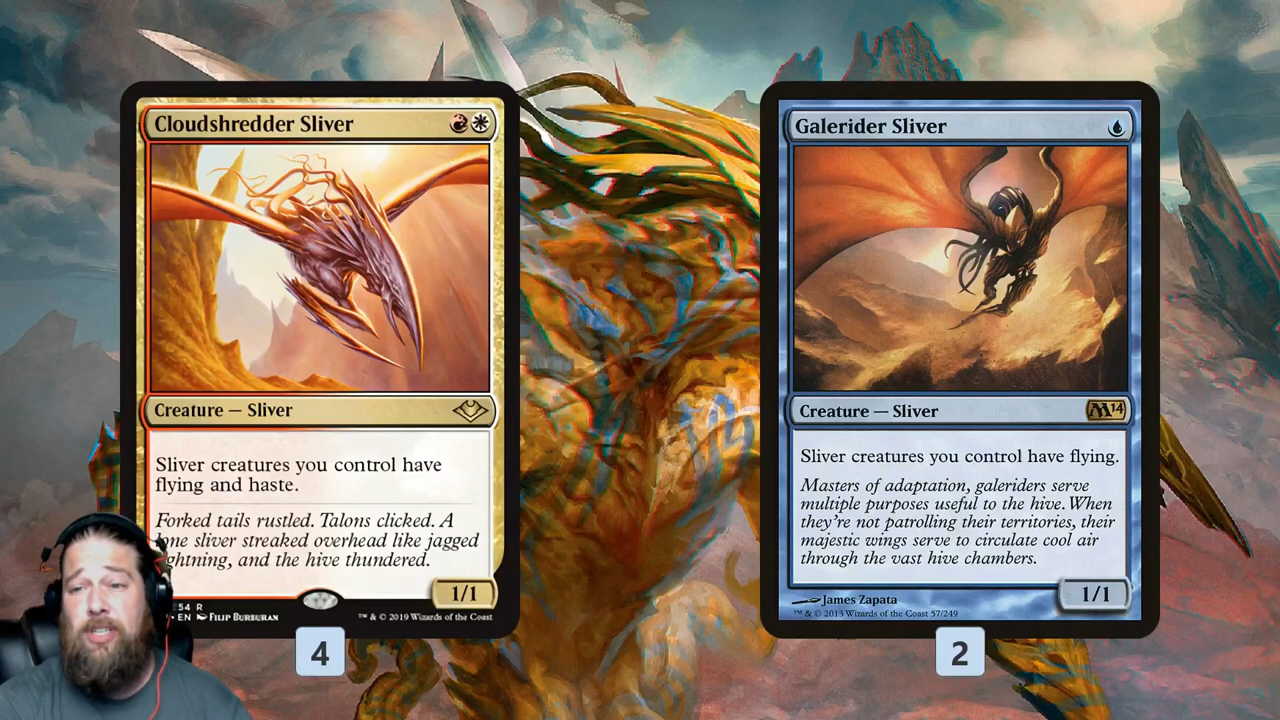 Cloudshredder Sliver
Creature — Sliver
Sliver creatures you control have
flying and haste.
Forked tails rustled. Talons clicked. A
lone sliver streaked overhead like jagged
lightning, and the hive thundered.
1/1
54 R
EN Filip Burburan
™ & © 2019 Wizards of the Coast
4
Galerider Sliver
Creature — Sliver
M14
Sliver creatures you control have flying.
Masters of adaptation, galeriders serve
multiple purposes useful to the hive. When
they're not patrolling their territories, their
majestic wings serve to circulate cool air
through the vast hive chambers.
James Zapata
1/1
™ & © 2013 Wizards of the Coast 57/249
2